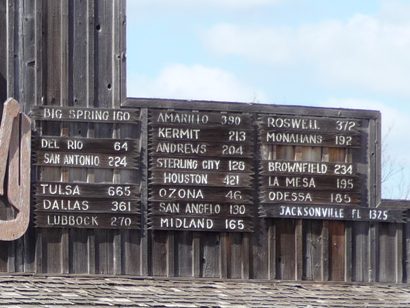 BIG SPRING 160
DEL RIO 64
SAN ANTONIO 224
TULSA 665
DALLAS 361
LUBBOCK 270
AMARILLO 390
KERMIT 213
ANDREWS 204
STERLING CITY 128
HOUSTON 421
OZONA 46
SAN ANGELO 130
MIDLAND 165
ROSWELL 372
MONAHANS 192
BROWNFIELD 234
LA MESA 195
ODESSA 185
JACKSONVILLE FL 1325